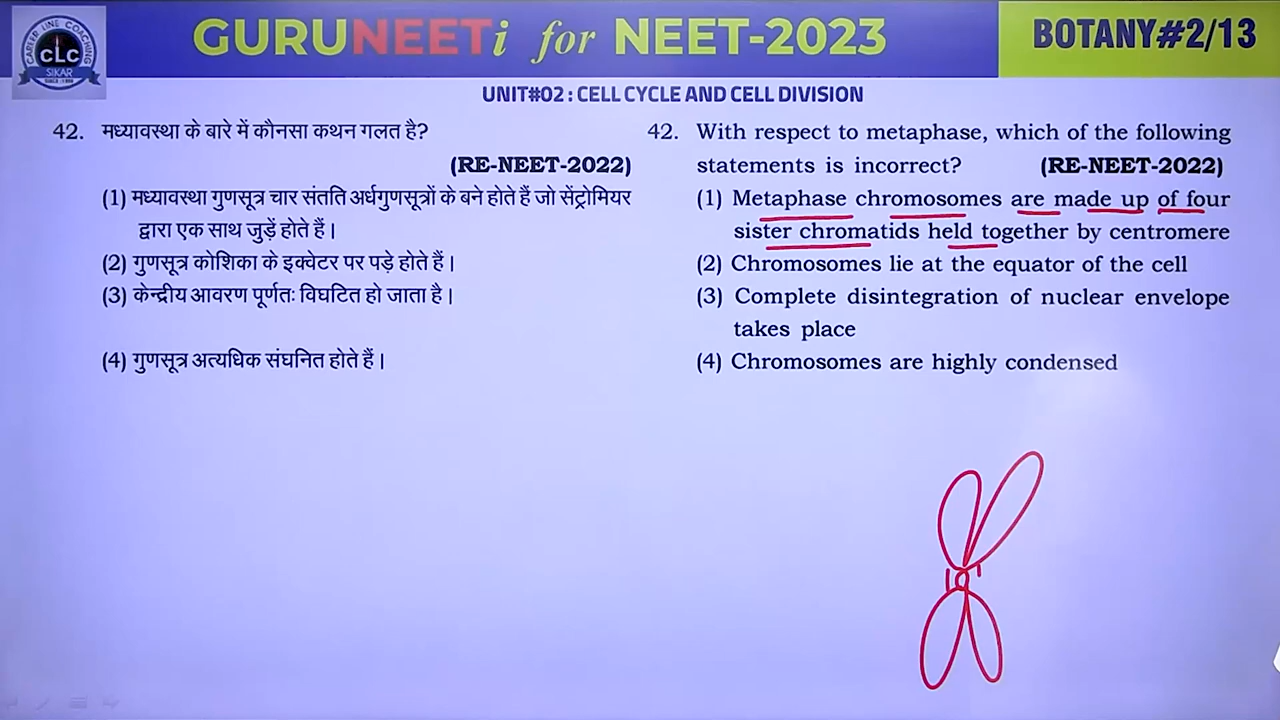 GURUNEETi for NEET-2023
BOTANY#2/13
CAREER LINE COACHING
CLC
SIKAR
UNIT#02 : CELL CYCLE AND CELL DIVISION
42. मध्यावस्था के बारे में कौनसा कथन गलत है?
(RE-NEET-2022)
(1) मध्यावस्था गुणसूत्र चार संतति अर्धगुणसूत्रों के बने होते हैं जो सेंट्रोमियर
द्वारा एक साथ जुड़ें होते हैं।
(2) गुणसूत्र कोशिका के इक्वेटर पर पड़े होते हैं।
(3) केन्द्रीय आवरण पूर्णतः विघटित हो जाता है।
(4) गुणसूत्र अत्यधिक संघनित होते हैं।
42. With respect to metaphase, which of the following
statements is incorrect? (RE-NEET-2022)
(1) Metaphase chromosomes are made up of four
sister chromatids held together by centromere
(2) Chromosomes lie at the equator of the cell
(3) Complete disintegration of nuclear envelope
takes place
(4) Chromosomes are highly condensed